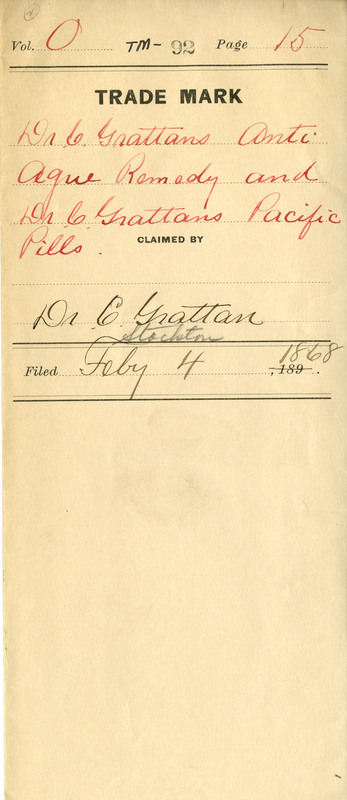 Vol. O TM-92 Page 15
TRADE MARK
Dr C. Grattans Anti
Ague Remedy and
Dr C. Grattans Pacific
Pills.
CLAIMED BY
Dr C. Grattan
Stockton
Filed Feby 4 1868 , 189 .